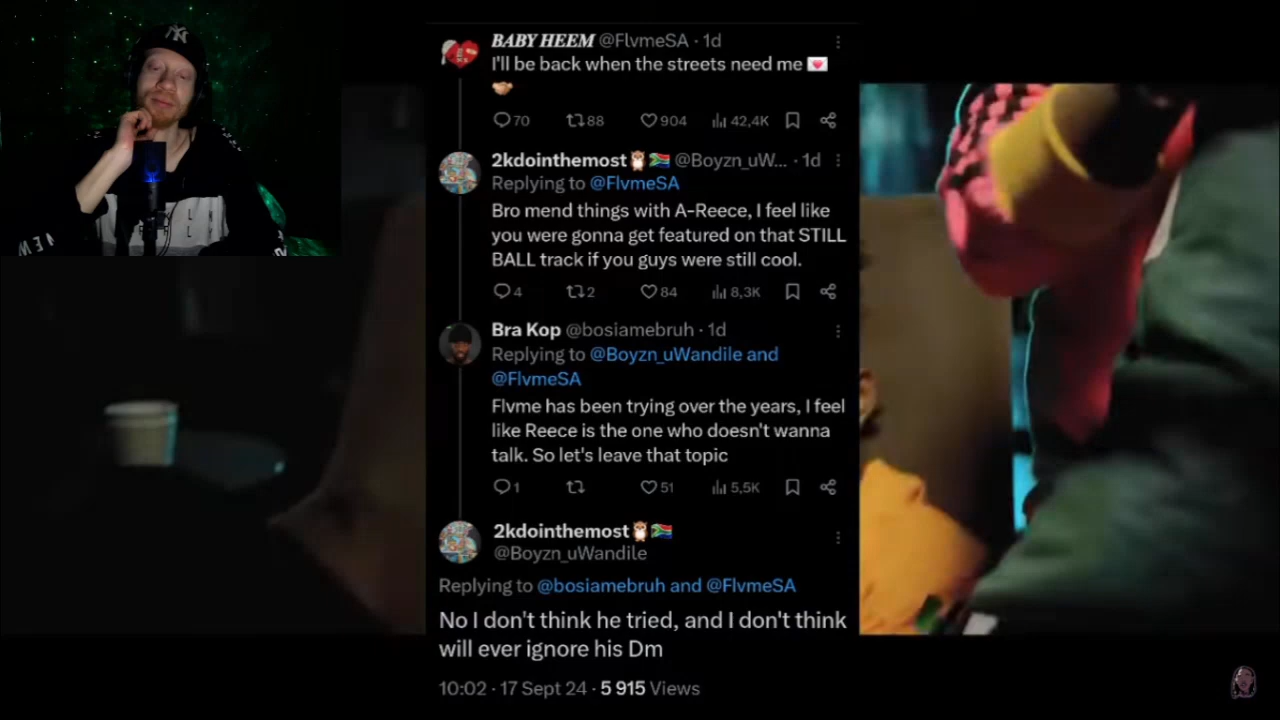 BABY HEEM @FlvmeSA · 1d
I'll be back when the streets need me 💌
🤝🏽
70 88 904 42,4K
2kdointhemost🦉🇿🇦 @Boyzn_uW... · 1d
Replying to @FlvmeSA
Bro mend things with A-Reece, I feel like
you were gonna get featured on that STILL
BALL track if you guys were still cool.
4 2 84 8,3K
Bra Kop @bosiamebruh · 1d
Replying to @Boyzn_uWandile and
@FlvmeSA
Flvme has been trying over the years, I feel
like Reece is the one who doesn't wanna
talk. So let's leave that topic
1 51 5,5K
2kdointhemost🦉🇿🇦
@Boyzn_uWandile
Replying to @bosiamebruh and @FlvmeSA
No I don't think he tried, and I don't think
will ever ignore his Dm
10:02 · 17 Sept 24 · 5 915 Views